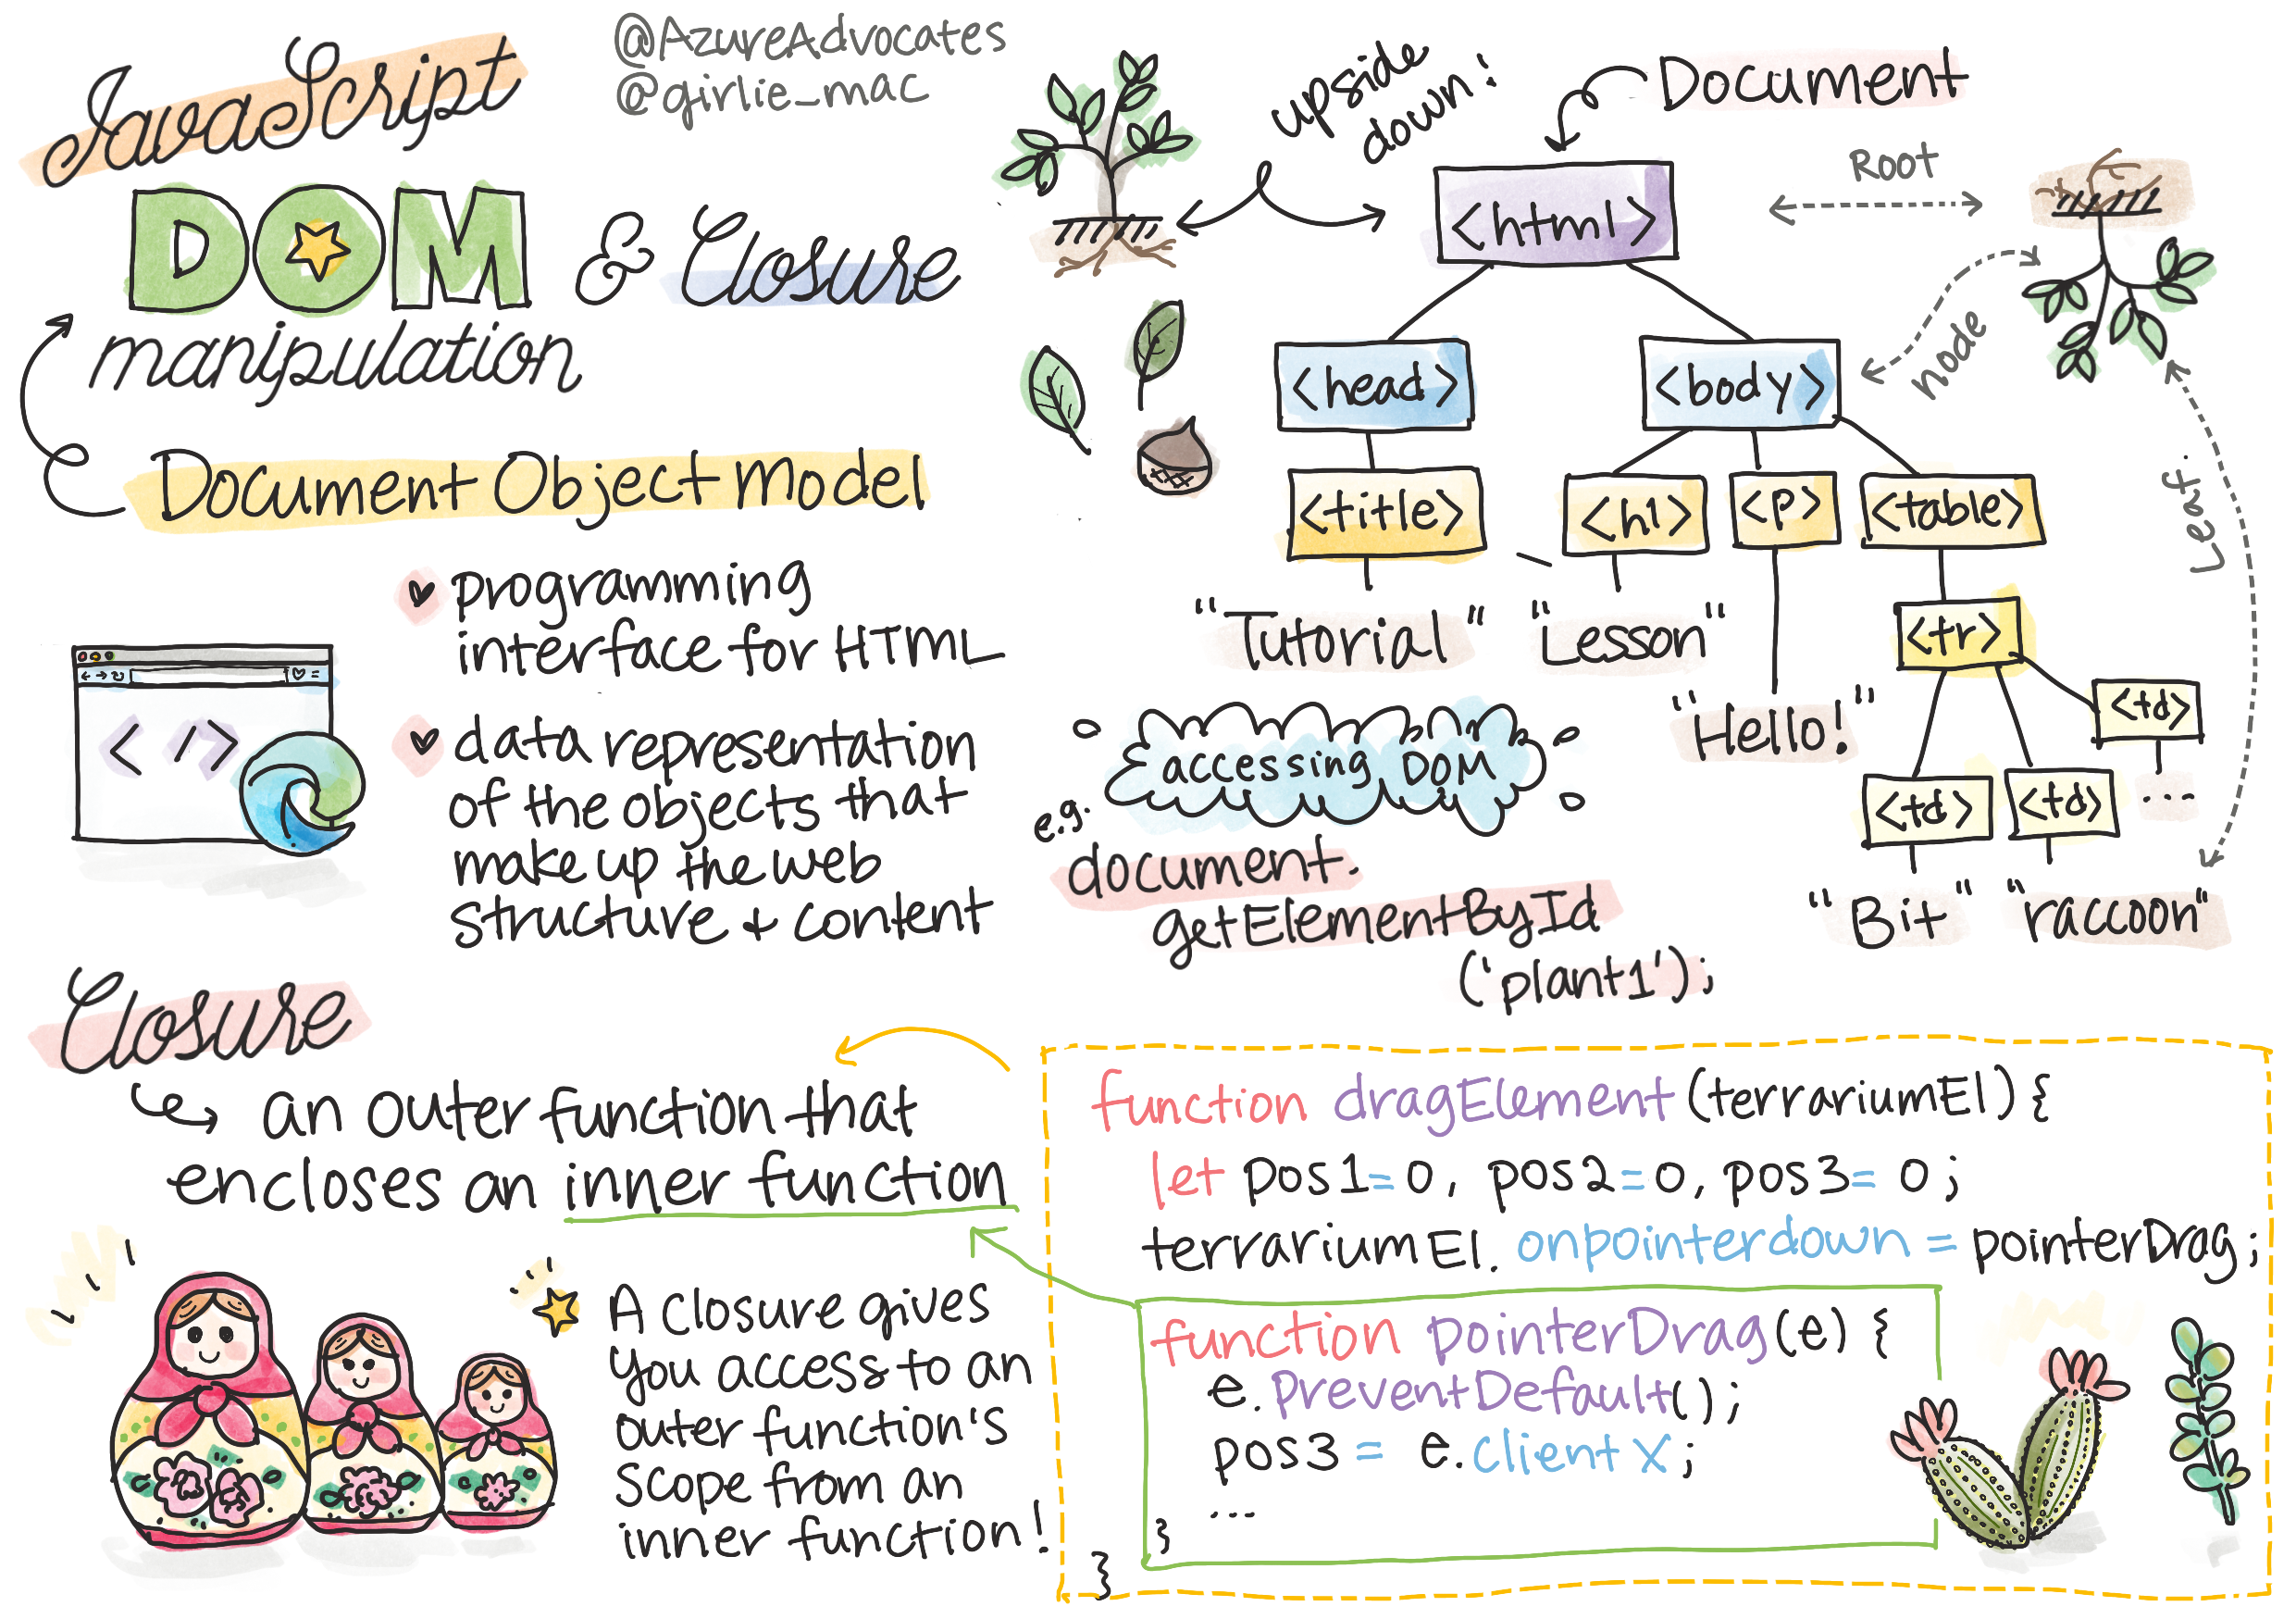 JavaScript
DOM
manipulation
& Closure
@AzureAdvocates
@girlie_mac
Document Object Model
programming
interface for HTML
data representation
of the objects that
make up the web
structure + content
</>
upside
down!
Document
Root
node
Leaf
<html>
<head>
<body>
<title>
<h1>
<p>
<table>
"Tutorial"
"Lesson"
"Hello!"
<tr>
<td>
<td>
<td>
...
"Bit"
"raccoon"
accessing DOM
e.g.
document.
getElementById
('plant1');
Closure
an outer function that
encloses an inner function
A closure gives
you access to an
outer function's
scope from an
inner function!
function dragElement (terrariumEl) {
let pos1=0, pos2=0, pos3= 0;
terrariumEl. onpointerdown = pointerDrag;
function pointerDrag(e) {
e.preventDefault();
pos3 = e.clientX;
...
}
}